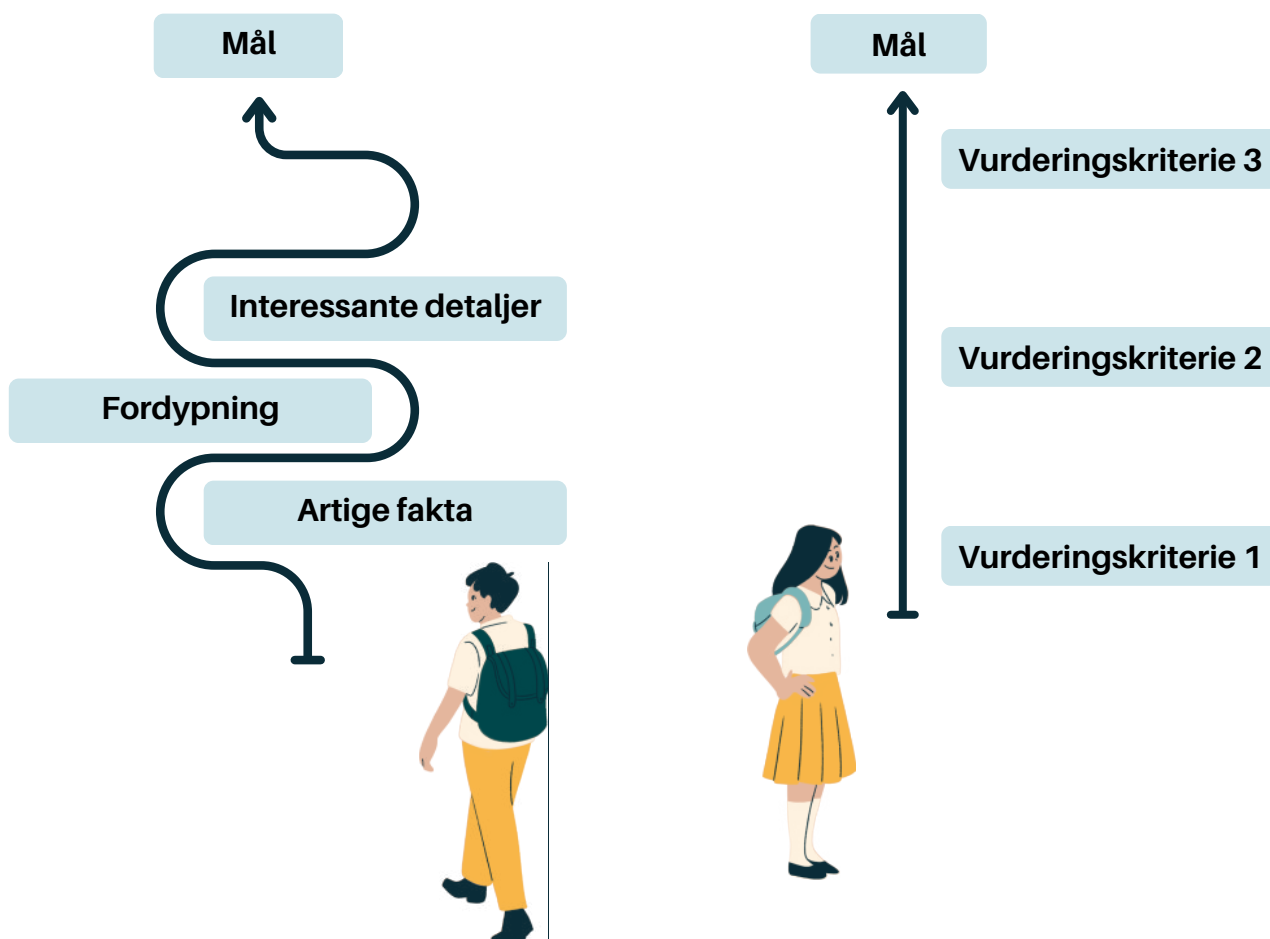 Mål
Interessante detaljer
Fordypning
Artige fakta
Mål
Vurderingskriterie 3
Vurderingskriterie 2
Vurderingskriterie 1